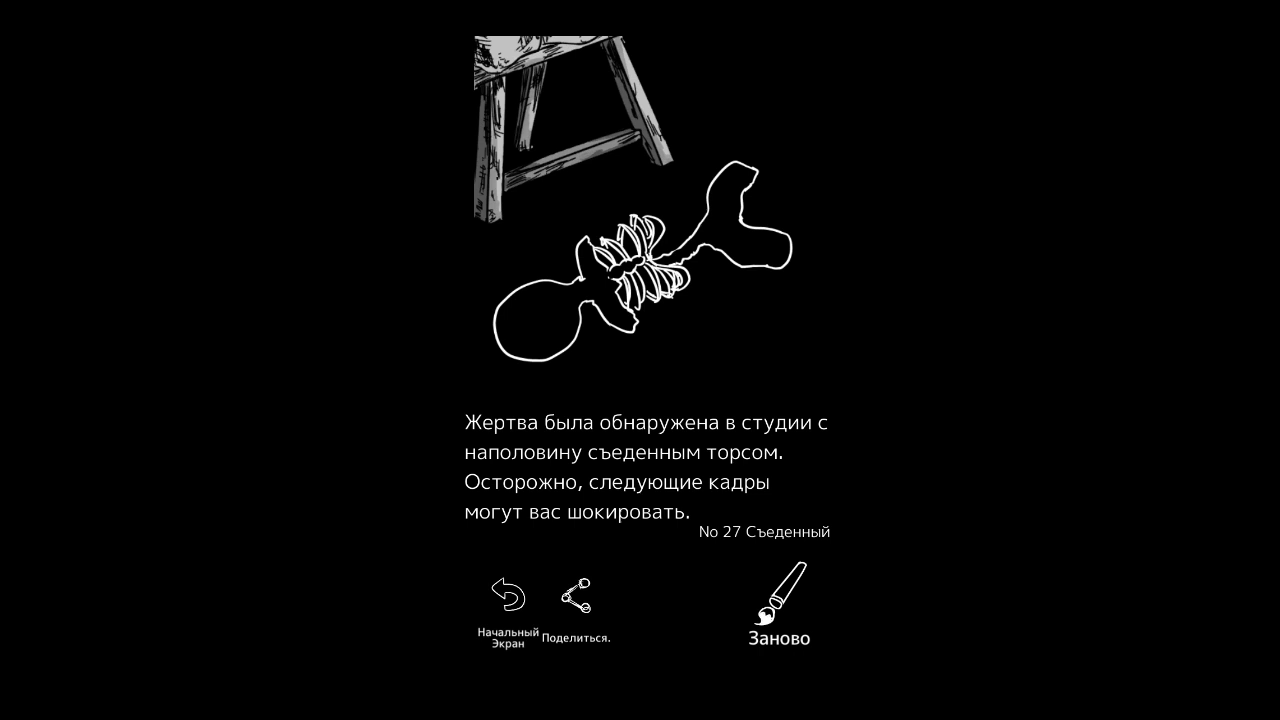 Жертва была обнаружена в студии с
наполовину съеденным торсом.
Осторожно, следующие кадры
могут вас шокировать.
No 27 Съеденный
Начальный
Экран
Поделиться.
Заново